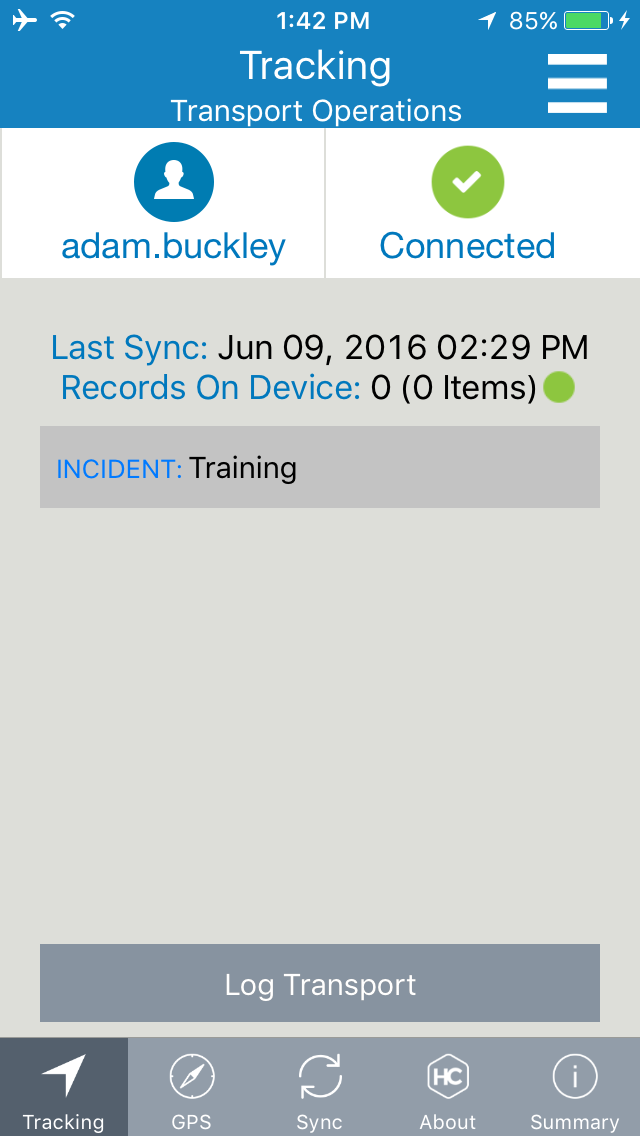 1:42 PM 85%
Tracking
Transport Operations
adam.buckley Connected
Last Sync: Jun 09, 2016 02:29 PM
Records On Device: 0 (0 Items)
INCIDENT: Training
Log Transport
HC
Tracking GPS Sync About Summary